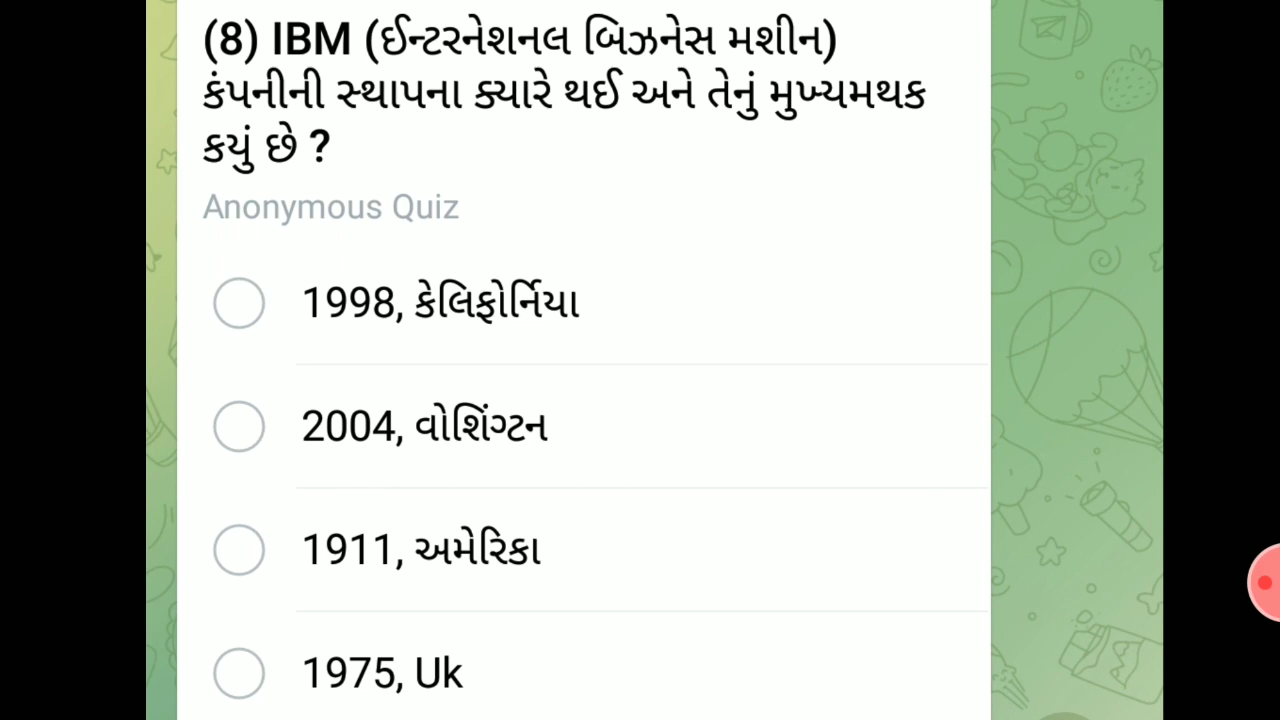 (8) IBM (ઈન્ટરનેશનલ બિઝનેસ મશીન)
કંપનીની સ્થાપના ક્યારે થઈ અને તેનું મુખ્યમથક
કયું છે ?
Anonymous Quiz
1998, કેલિફોર્નિયા
2004, વોશિંગ્ટન
1911, અમેરિકા
1975, Uk